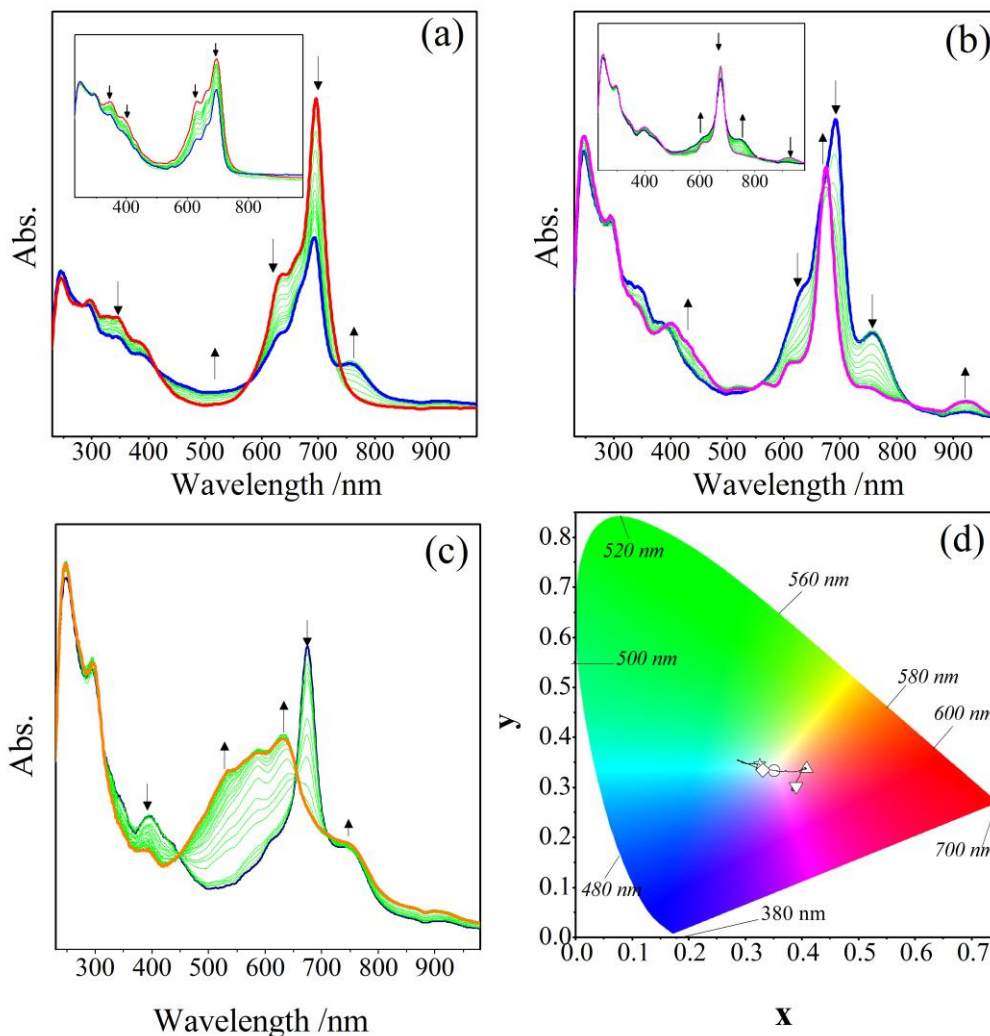 (a)
Abs.
400 600 800
300 400 500 600 700 800 900
Wavelength /nm
(b)
Abs.
400 600 800
300 400 500 600 700 800 900
Wavelength /nm
(c)
Abs.
300 400 500 600 700 800 900
Wavelength /nm
(d)
y
0.8
0.7
0.6
0.5
0.4
0.3
0.2
0.1
0.0
520 nm
560 nm
500 nm
580 nm
600 nm
700 nm
480 nm
380 nm
0.0 0.1 0.2 0.3 0.4 0.5 0.6 0.7
x